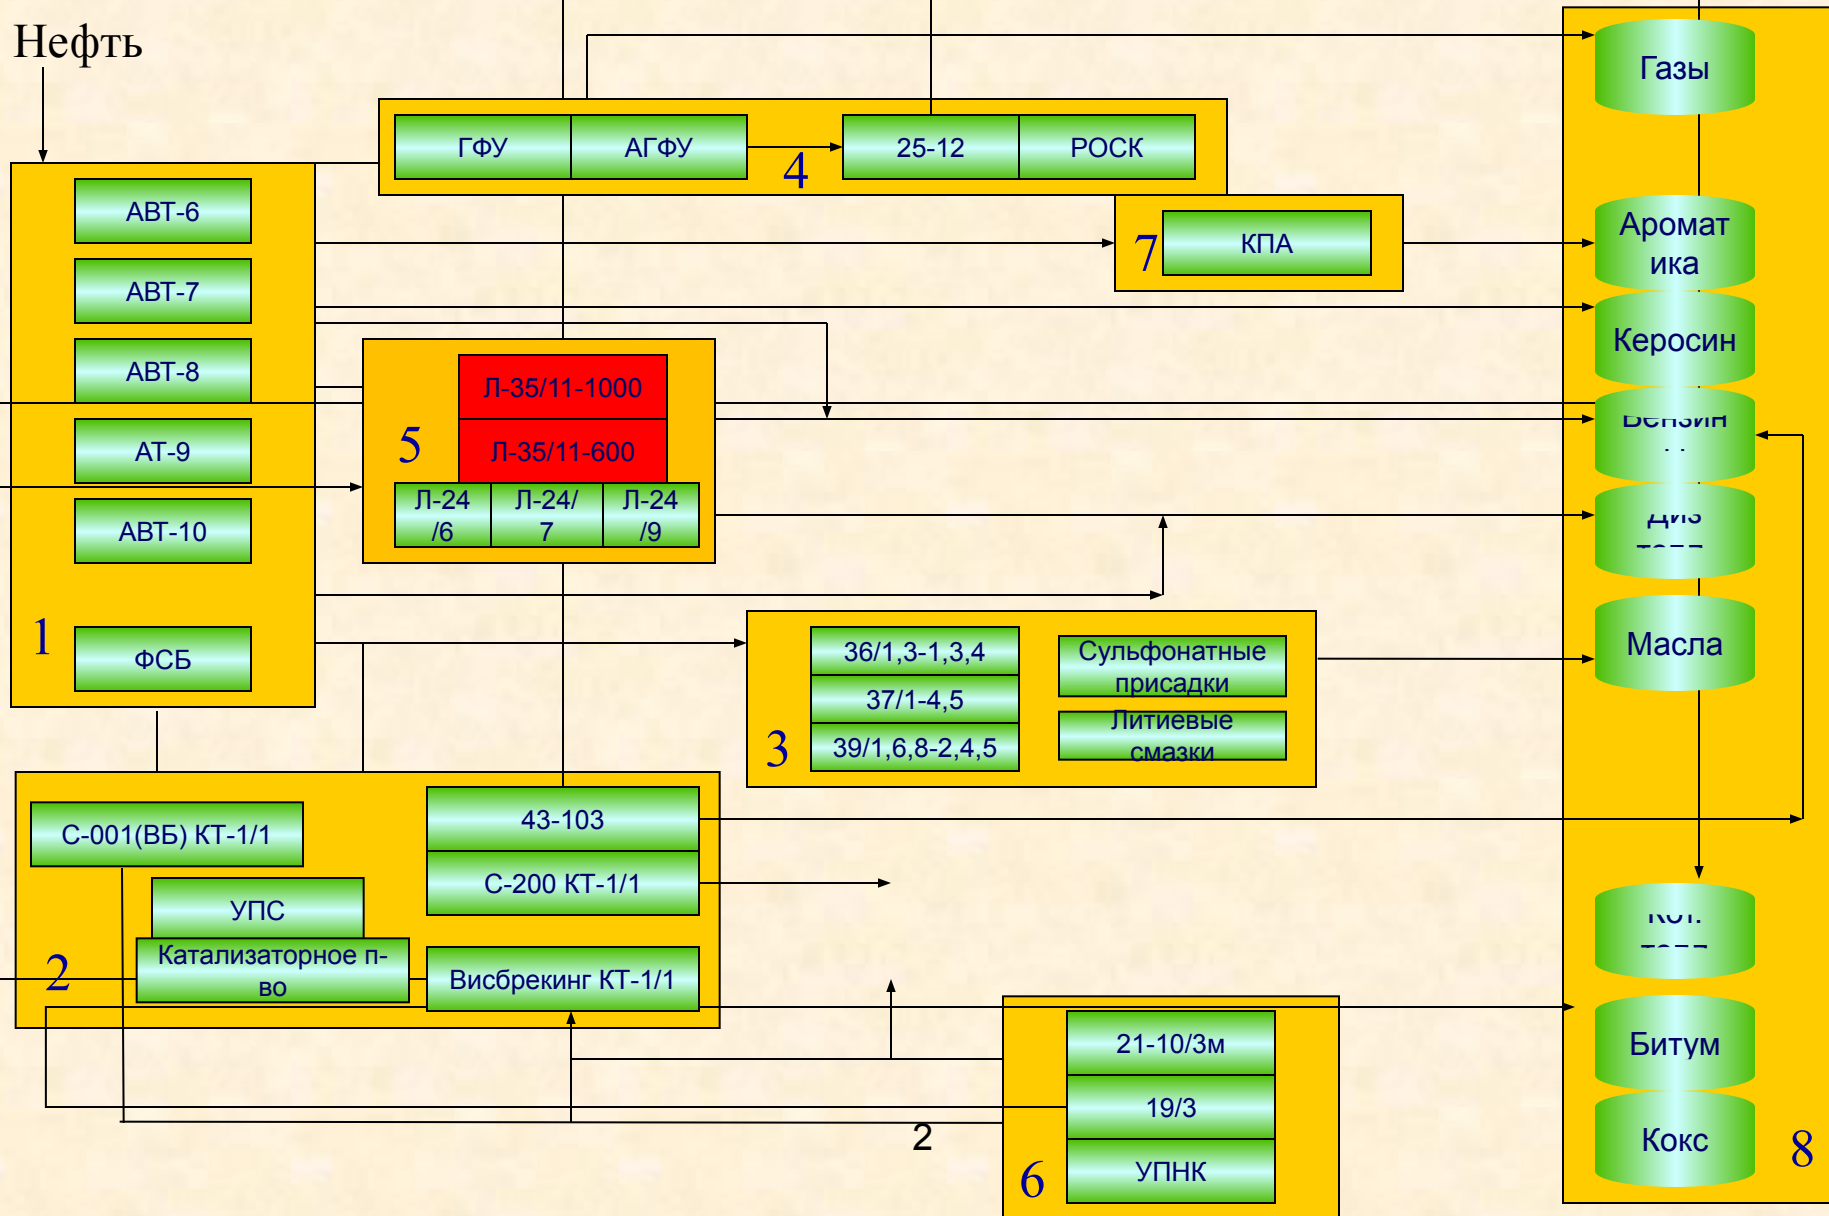 Нефть
Газы
ГФУ
АГФУ
25-12
РОСК
4
АВТ-6
АВТ-7
АВТ-8
АТ-9
АВТ-10
ФСБ
1
7
КПА
Аромат
ика
Керосин
5
Л-35/11-1000
Л-35/11-600
Л-24
/6
Л-24/
7
Л-24
/9
Масла
36/1,3-1,3,4
37/1-4,5
39/1,6,8-2,4,5
Сульфонатные
присадки
Литиевые
смазки
3
С-001(ВБ) КТ-1/1
43-103
С-200 КТ-1/1
УПС
Катализаторное п-
во
Висбрекинг КТ-1/1
2
21-10/3м
19/3
УПНК
6
2
Битум
Кокс
8